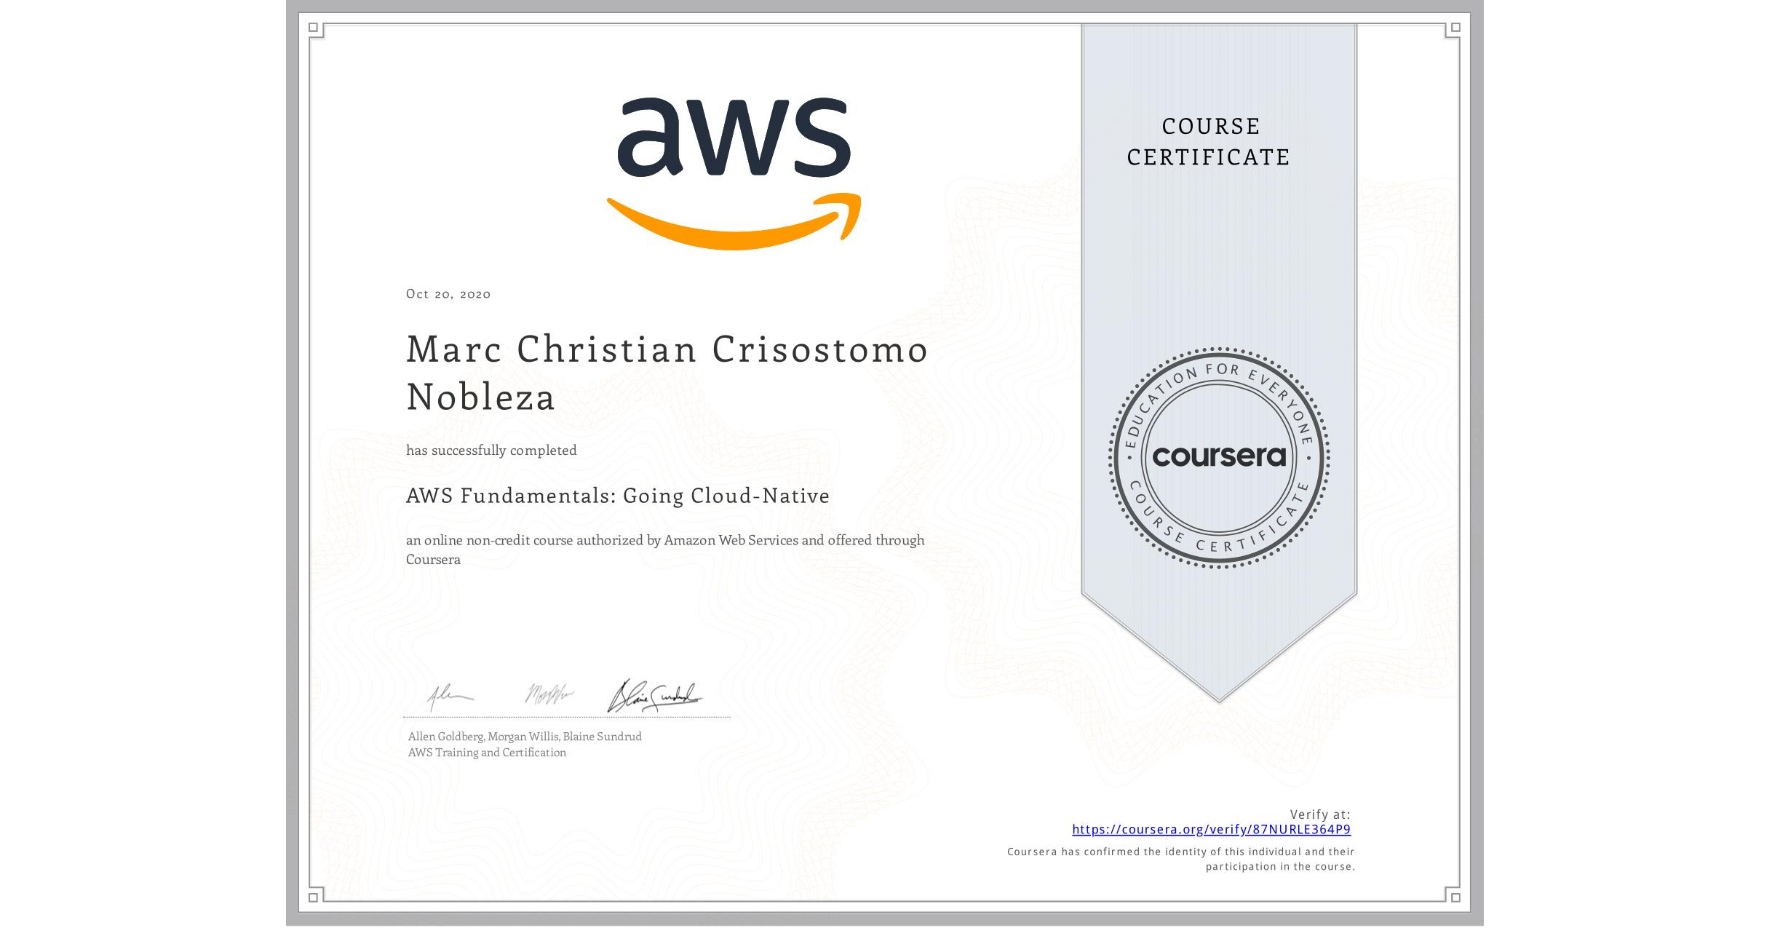 aws
COURSE
CERTIFICATE
Oct 20, 2020
Marc Christian Crisostomo
Nobleza
has successfully completed
AWS Fundamentals: Going Cloud-Native
an online non-credit course authorized by Amazon Web Services and offered through
Coursera
EDUCATION FOR EVERYONE
coursera
COURSE CERTIFICATE
Allen Goldberg, Morgan Willis, Blaine Sundrud
AWS Training and Certification
Verify at:
https://coursera.org/verify/87NURLE364P9
Coursera has confirmed the identity of this individual and their
participation in the course.